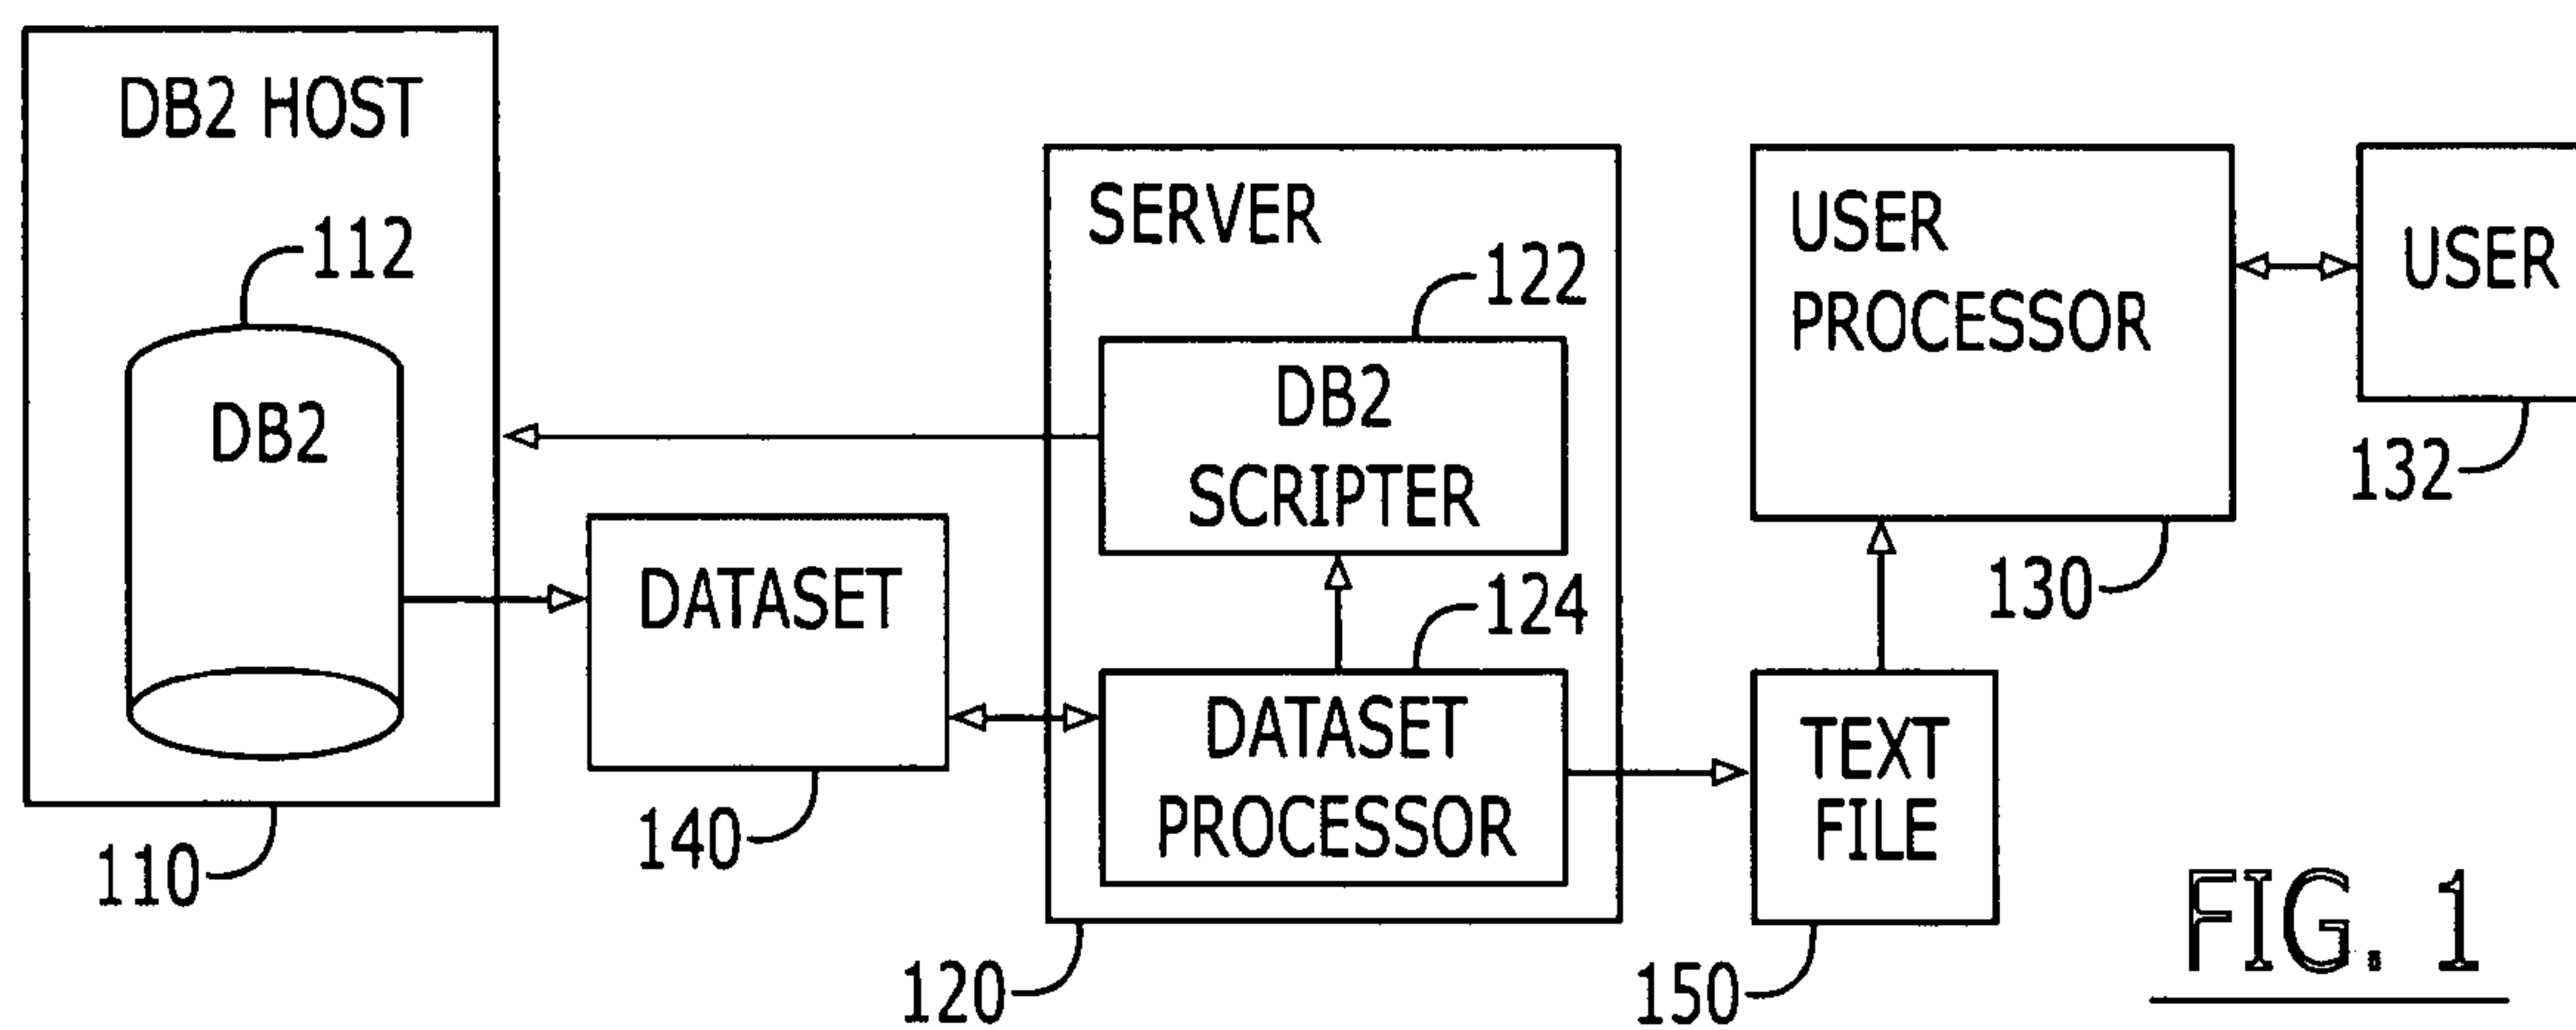 DB2 HOST
112
DB2
110
DATASET
140
SERVER
122
DB2
SCRIPTER
124
DATASET
PROCESSOR
120
USER
PROCESSOR
130
USER
132
TEXT
FILE
150
FIG. 1